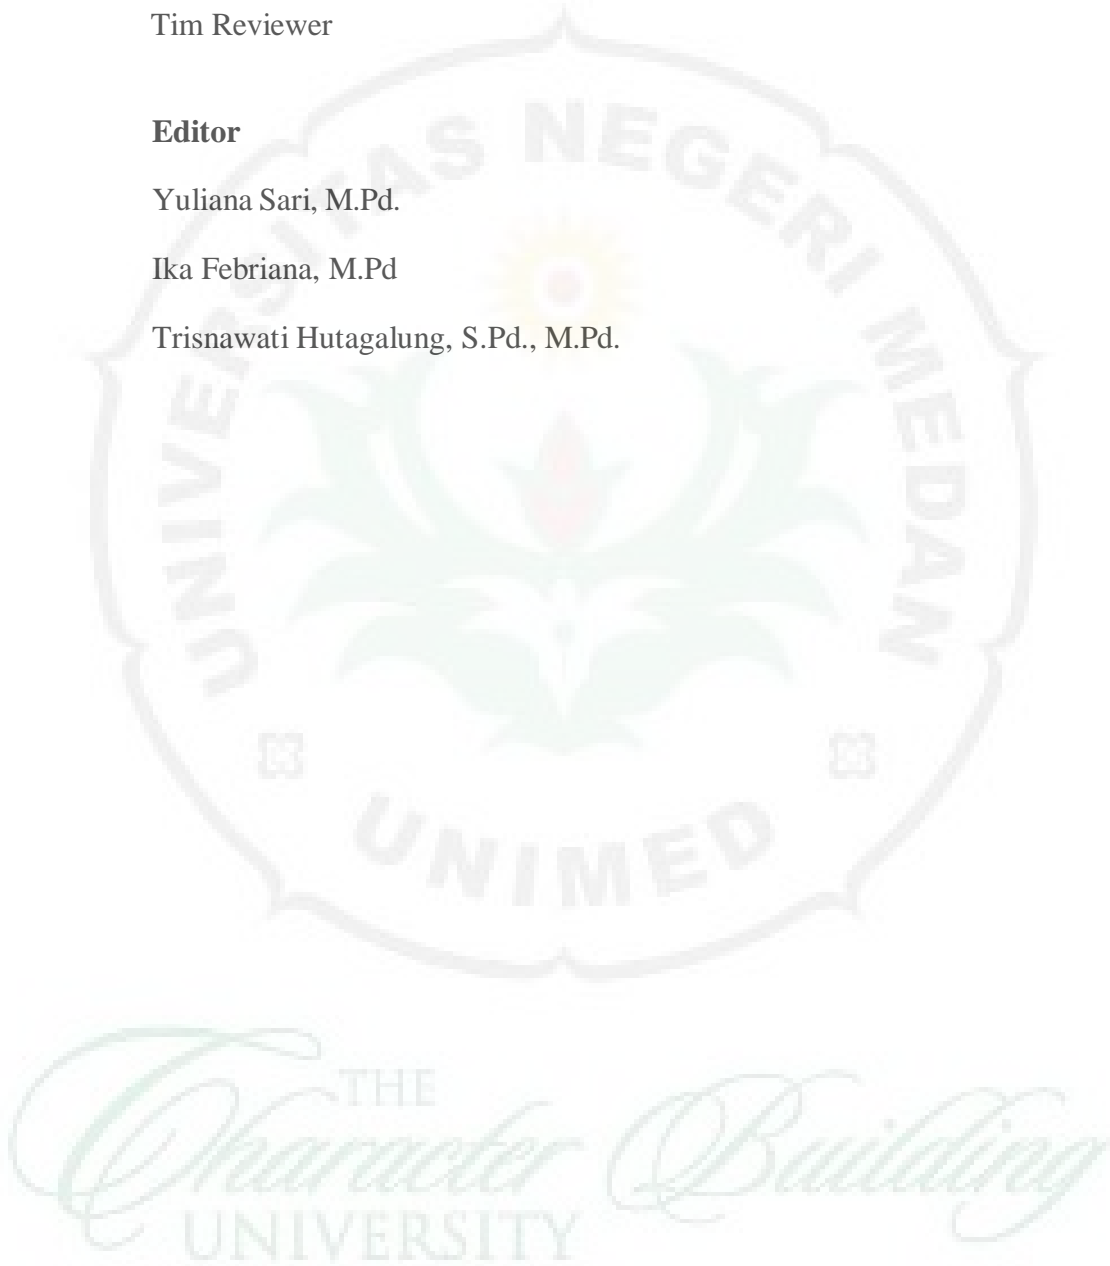 Tim Reviewer
Editor
Yuliana Sari, M.Pd.
Ika Febriana, M.Pd
Trisnawati Hutagalung, S.Pd., M.Pd.
UNIVERSITAS NEGERI MEDAN
UNIMED
THE
Character Building
UNIVERSITY